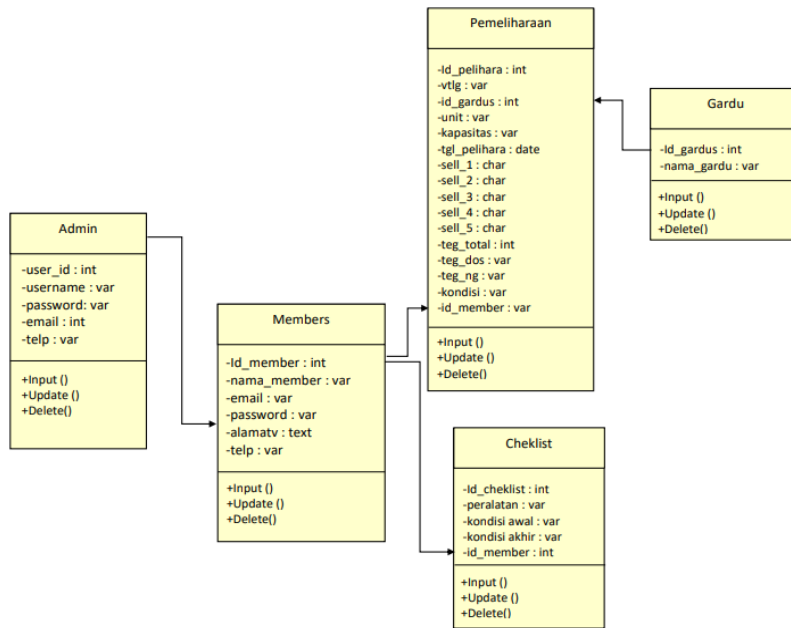 Pemeliharaan
-Id_pelihara : int
-vtlg : var
-id_gardus : int
-unit : var
-kapasitas : var
-tgl_pelihara : date
-sell_1 : char
-sell_2 : char
-sell_3 : char
-sell_4 : char
-sell_5 : char
-teg_total : int
-teg_dos : var
-teg_ng : var
-kondisi : var
-id_member : var
+Input ()
+Update ()
+Delete()
Gardu
-Id_gardus : int
-nama_gardu : var
+Input ()
+Update ()
+Delete()
Admin
-user_id : int
-username : var
-password: var
-email : int
-telp : var
+Input ()
+Update ()
+Delete()
Members
-Id_member : int
-nama_member : var
-email : var
-password : var
-alamatv : text
-telp : var
+Input ()
+Update ()
+Delete()
Cheklist
-Id_cheklist : int
-peralatan : var
-kondisi awal : var
-kondisi akhir : var
-id_member : int
+Input ()
+Update ()
+Delete()